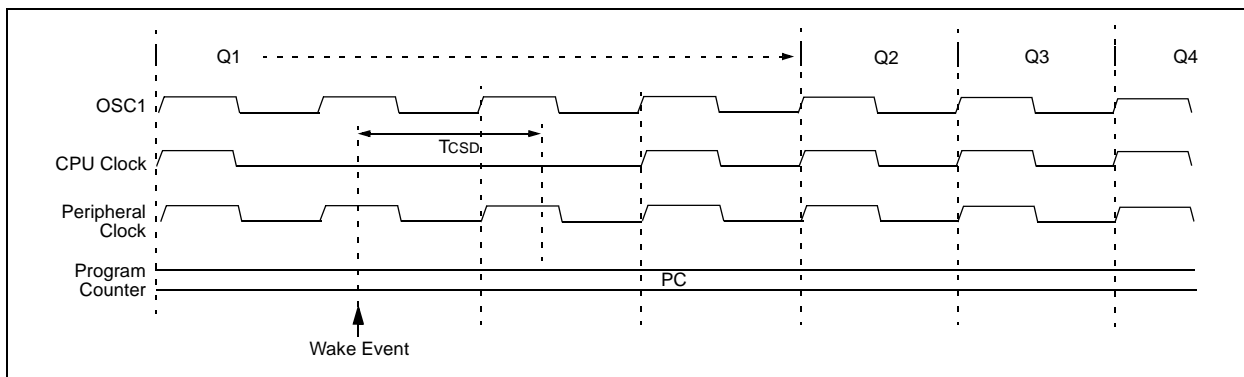 Q1
Q2
Q3
Q4
OSC1
TCSD
CPU Clock
Peripheral
Clock
Program
Counter
PC
Wake Event